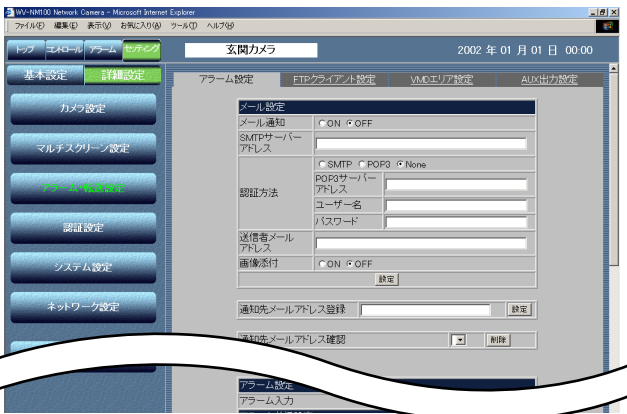 WV-NM100 Network Camera - Microsoft Internet Explorer
ファイル(F) 編集(E) 表示(V) お気に入り(A) ツール(T) ヘルプ(H)
トップ コントロール アラーム セッティング 玄関カメラ 2002 年 01 月 01 日 00:00
基本設定 詳細設定
アラーム設定 FTPクライアント設定 VMDエリア設定 AUX出力設定
カメラ設定
マルチスクリーン設定
認証設定
システム設定
ネットワーク設定
メール設定
メール通知 ON OFF
SMTPサーバーアドレス
認証方法 SMTP POP3 None
POP3サーバーアドレス
ユーザー名
パスワード
送信者メールアドレス
画像添付 ON OFF
設定
通知先メールアドレス登録 設定
通知先メールアドレス確認 削除
アラーム設定
アラーム入力